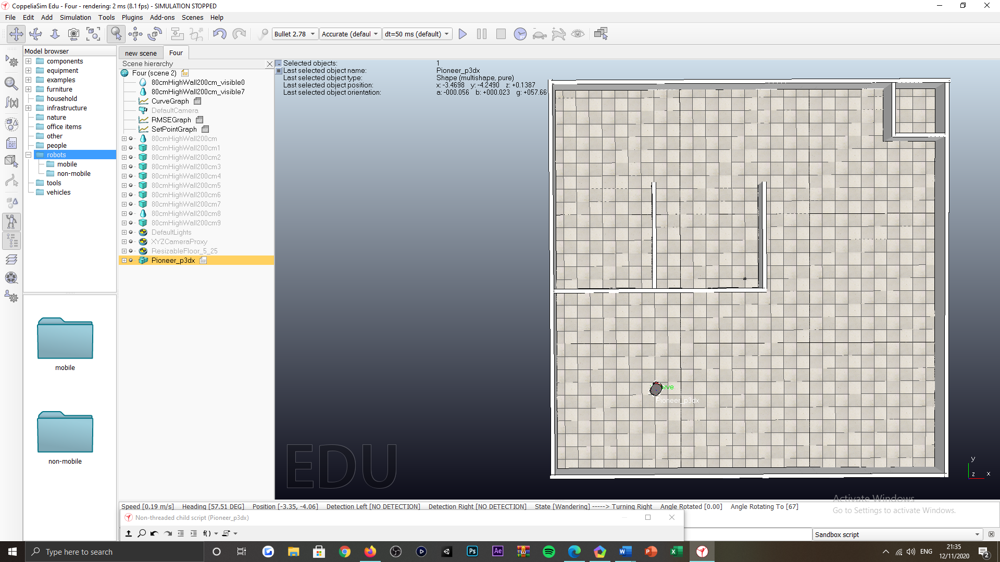 CoppeliaSim Edu - Four - rendering: 2 ms (8.1 fps) - SIMULATION STOPPED
File Edit Add Simulation Tools Plugins Add-ons Scenes Help
Bullet 2.78 Accurate (defaul dt=50 ms (default)
Model browser
components
equipment
examples
furniture
household
infrastructure
nature
office items
other
people
robots
mobile
non-mobile
tools
vehicles
mobile
non-mobile
new scene Four
Scene hierarchy
Four (scene 2)
80cmHighWall200cm_visible0
80cmHighWall200cm_visible7
CurveGraph
DefaultCamera
RMSEGraph
SetPointGraph
80cmHighWall200cm
80cmHighWall200cm1
80cmHighWall200cm2
80cmHighWall200cm3
80cmHighWall200cm4
80cmHighWall200cm5
80cmHighWall200cm6
80cmHighWall200cm7
80cmHighWall200cm8
80cmHighWall200cm9
DefaultLights
XYZCameraProxy
ResizableFloor_5_25
Pioneer_p3dx
Selected objects: 1
Last selected object name: Pioneer_p3dx
Last selected object type: Shape (multishape, pure)
Last selected object position: x: -3.4698 y: -4.2490 z: +0.1387
Last selected object orientation: a: -000.056 b: +000.023 g: +057.66
Pioneer_p3dx
EDU
y
z x
Activate Windows
Go to Settings to activate Windows.
Speed [0.19 m/s] Heading [57.51 DEG] Position [-3.35, -4.06] Detection Left [NO DETECTION] Detection Right [NO DETECTION] State [Wandering] -----> Turning Right Angle Rotated [0.00] Angle Rotating To [67]
Non-threaded child script (Pioneer_p3dx)
f()
Sandbox script
Type here to search
Ps
Ae
ENG
21:35
12/11/2020
2